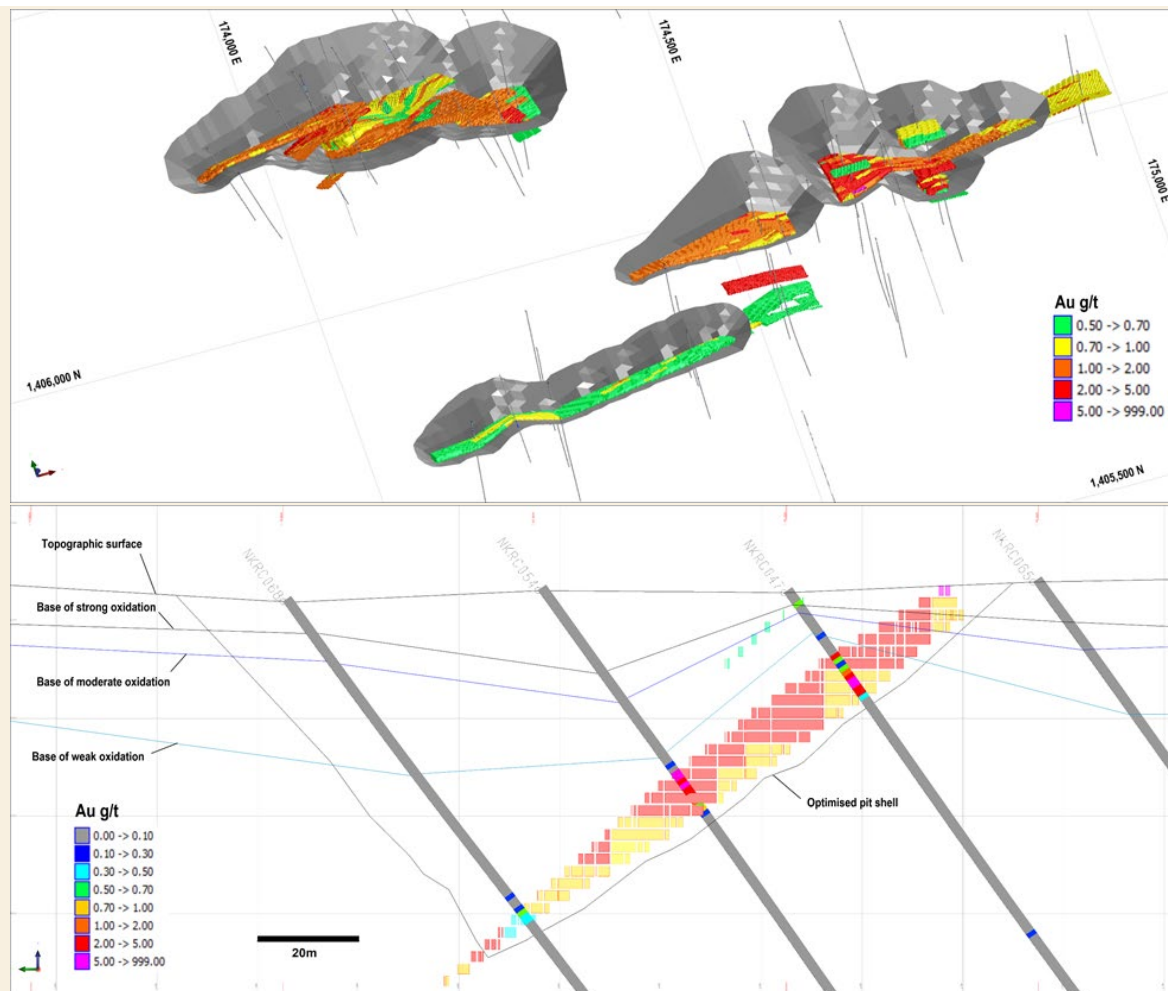 174,000 E
174,500 E
175,000 E
1,406,000 N
1,405,500 N
Au g/t
0.50 -> 0.70
0.70 -> 1.00
1.00 -> 2.00
2.00 -> 5.00
5.00 -> 999.00
Topographic surface
Base of strong oxidation
Base of moderate oxidation
Base of weak oxidation
Optimised pit shell
Au g/t
0.00 -> 0.10
0.10 -> 0.30
0.30 -> 0.50
0.50 -> 0.70
0.70 -> 1.00
1.00 -> 2.00
2.00 -> 5.00
5.00 -> 999.00
20m